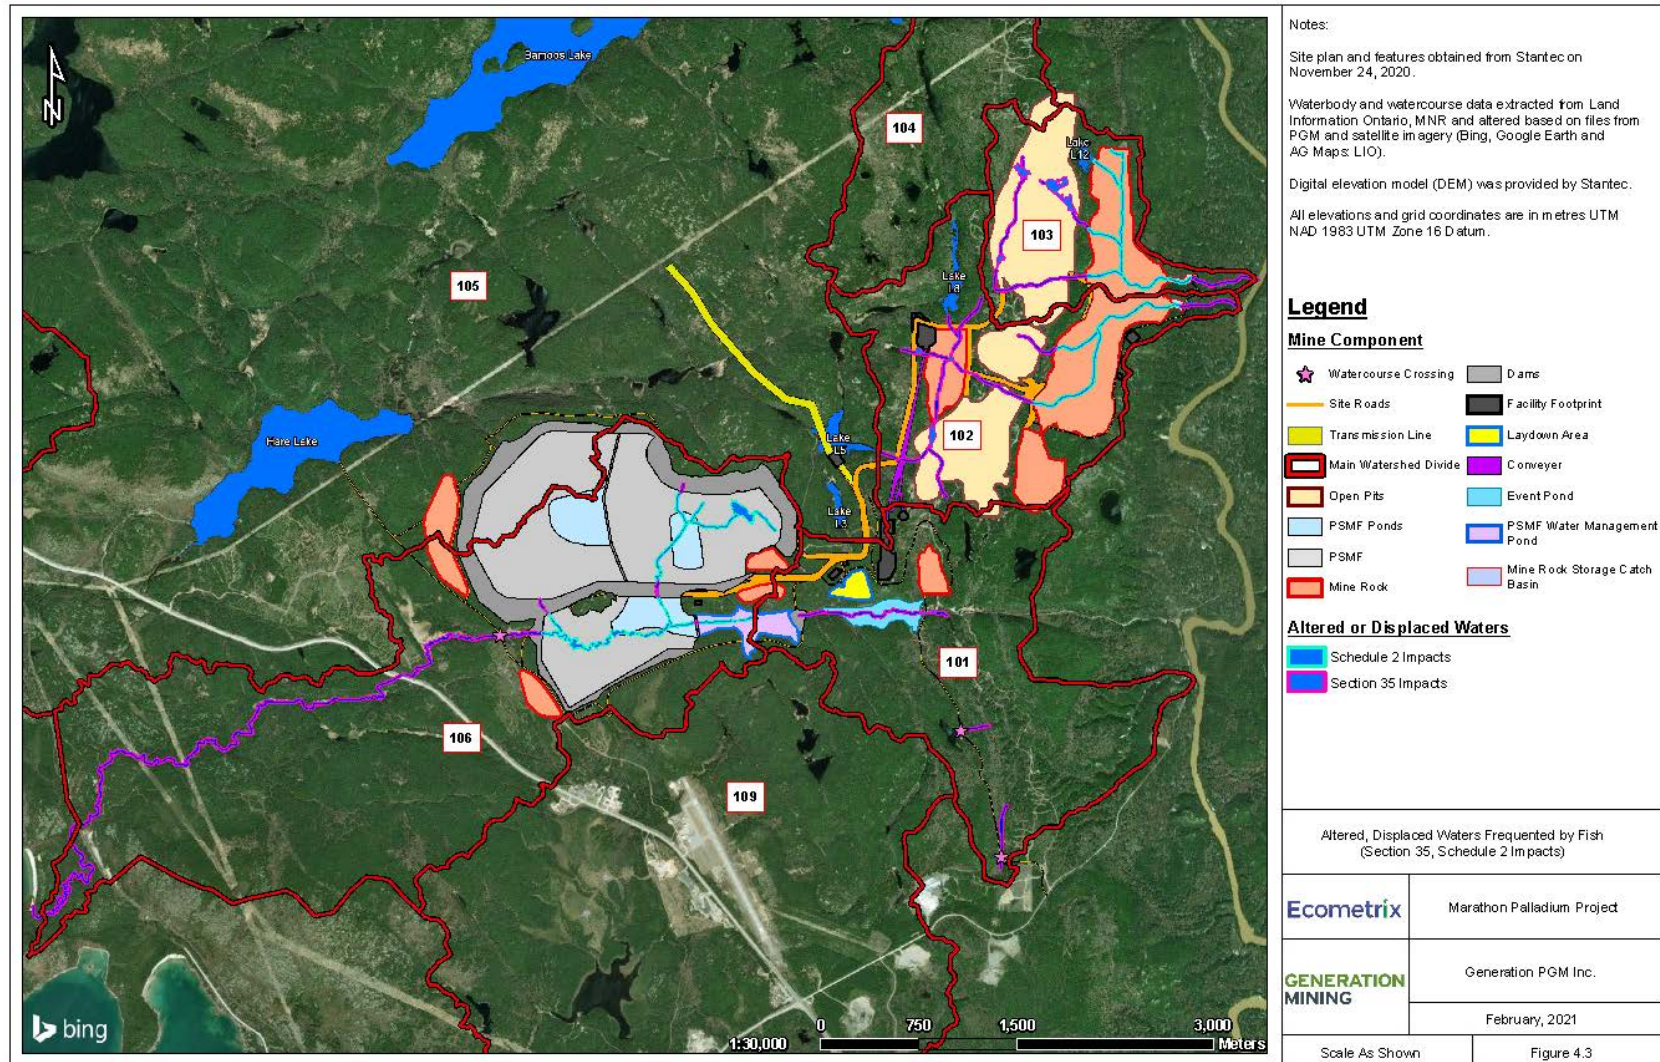 Bamoos Lake
104
Lake
L12
103
105
Lake
L8
Hare Lake
Lake
L5
102
Lake
L3
101
106
109
N
bing
1:30,000
0 750 1,500 3,000
Meters
Notes:
Site plan and features obtained from Stantec on
November 24, 2020.
Waterbody and watercourse data extracted from Land
Information Ontario, MNR and altered based on files from
PGM and satellite imagery (Bing, Google Earth and
AG Maps: LIO).
Digital elevation model (DEM) was provided by Stantec.
All elevations and grid coordinates are in metres UTM
NAD 1983 UTM Zone 16 Datum.
Legend
Mine Component
Watercourse Crossing
Site Roads
Transmission Line
Main Watershed Divide
Open Pits
PSMF Ponds
PSMF
Mine Rock
Dams
Facility Footprint
Laydown Area
Conveyer
Event Pond
PSMF Water Management
Pond
Mine Rock Storage Catch
Basin
Altered or Displaced Waters
Schedule 2 Impacts
Section 35 Impacts
Altered, Displaced Waters Frequented by Fish
(Section 35, Schedule 2 Impacts)
Ecometrix
Marathon Palladium Project
GENERATION
MINING
Generation PGM Inc.
February, 2021
Scale As Shown
Figure 4.3